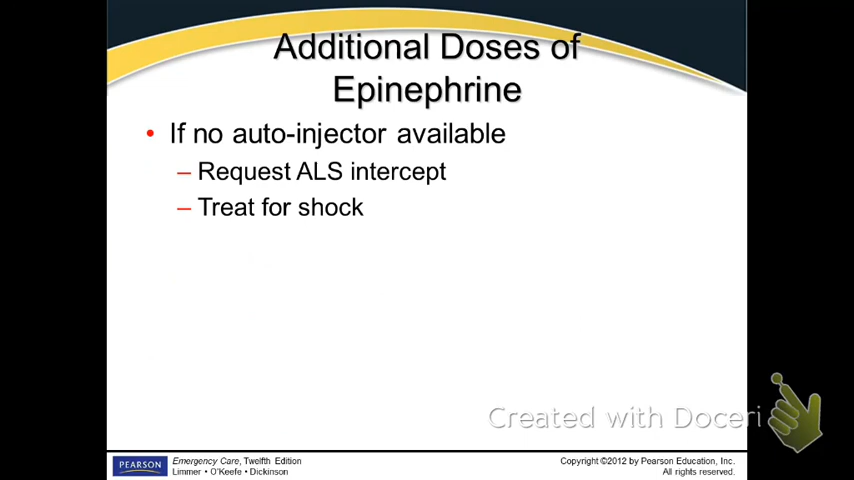 Additional Doses of
Epinephrine
• If no auto-injector available
– Request ALS intercept
– Treat for shock
Created with Doceri
PEARSON
Emergency Care, Twelfth Edition
Limmer • O'Keefe • Dickinson
Copyright ©2012 by Pearson Education, Inc.
All rights reserved.